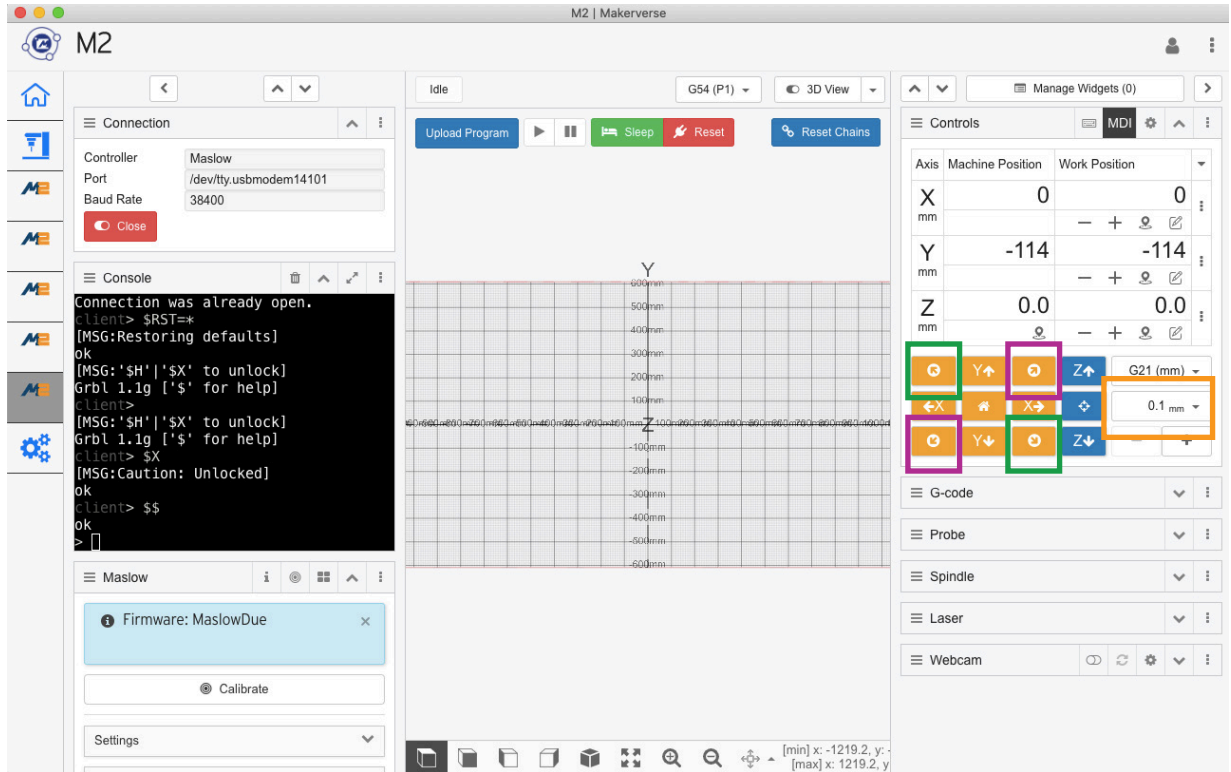 M2 | Makerverse
M2
Connection
Controller Maslow
Port /dev/tty.usbmodem14101
Baud Rate 38400
Close
Console
Connection was already open.
client> $RST=*
[MSG:Restoring defaults]
ok
[MSG:'$H'|'$X' to unlock]
Grbl 1.1g ['$' for help]
client>
[MSG:'$H'|'$X' to unlock]
Grbl 1.1g ['$' for help]
client> $X
[MSG:Caution: Unlocked]
ok
client> $$
ok
>
Maslow
Firmware: MaslowDue
Calibrate
Settings
M2
M2
M2
M2
M2
Idle G54 (P1) 3D View
Upload Program Sleep Reset Reset Chains
Y
600mm
500mm
400mm
300mm
200mm
100mm
Z
-100mm
-200mm
-300mm
-400mm
-500mm
-600mm
[min] x: -1219.2, y: -
[max] x: 1219.2, y
Manage Widgets (0)
Controls MDI
Axis Machine Position Work Position
X mm 0 0
Y mm -114 -114
Z mm 0.0 0.0
Y Z G21 (mm)
X X 0.1 mm
Y Z
G-code
Probe
Spindle
Laser
Webcam